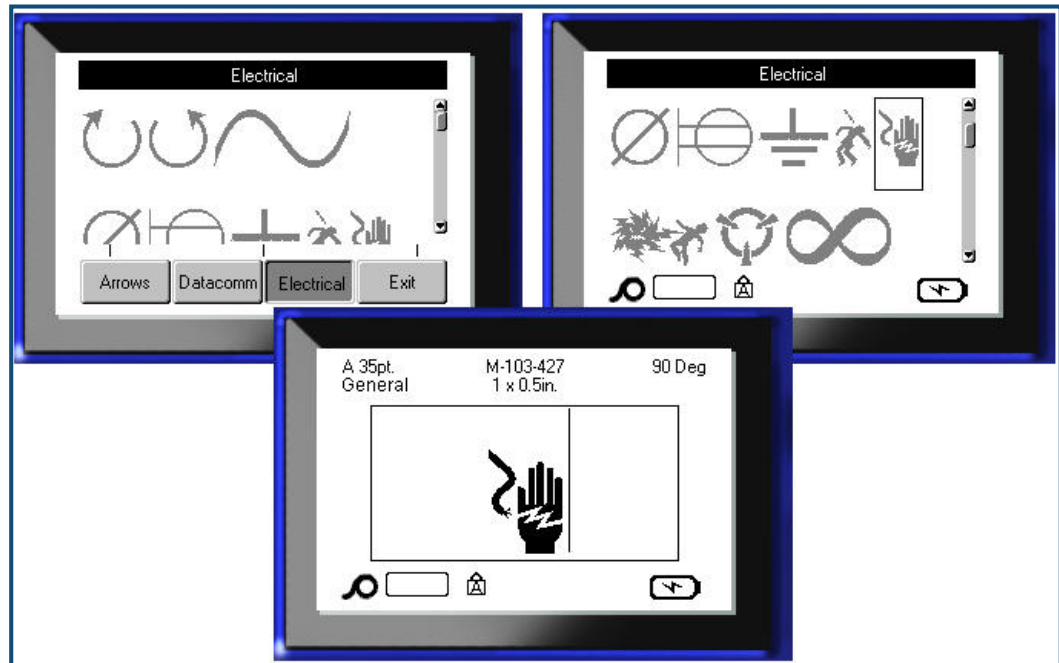 Electrical
Arrows Datacomm Electrical Exit
Electrical
A
A 35pt. M-103-427 90 Deg
General 1 x 0.5in.
A